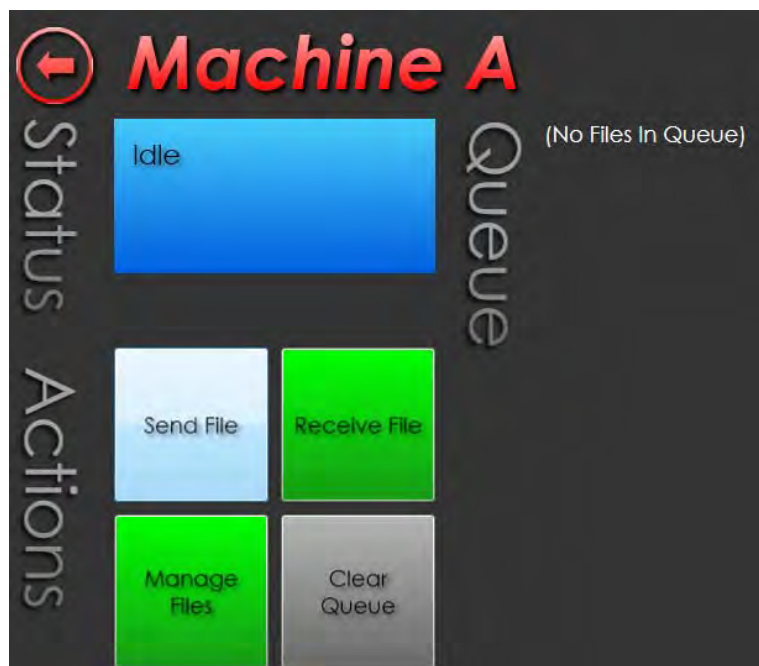 Machine A
Status
Idle
Queue
(No Files In Queue)
Actions
Send File
Receive File
Manage
Files
Clear
Queue